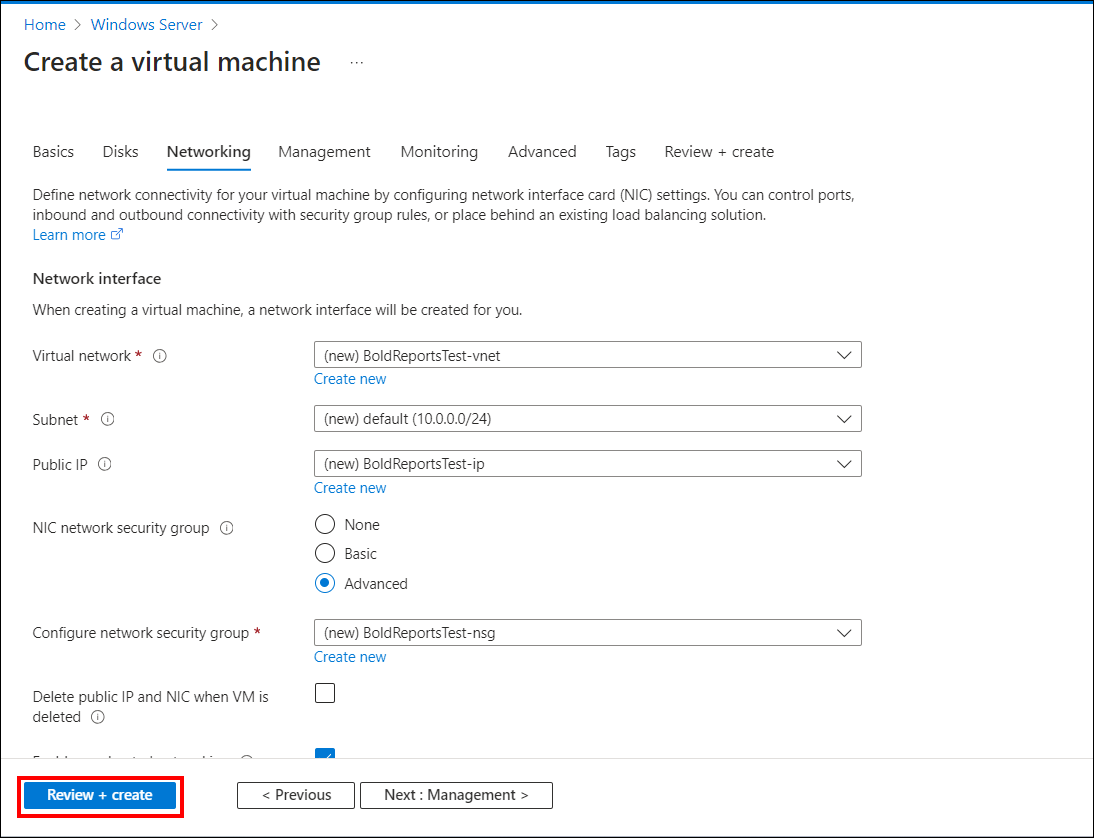 Home > Windows Server >
Create a virtual machine ...
Basics Disks Networking Management Monitoring Advanced Tags Review + create
Define network connectivity for your virtual machine by configuring network interface card (NIC) settings. You can control ports,
inbound and outbound connectivity with security group rules, or place behind an existing load balancing solution.
Learn more
Network interface
When creating a virtual machine, a network interface will be created for you.
Virtual network *
(new) BoldReportsTest-vnet
Create new
Subnet *
(new) default (10.0.0.0/24)
Public IP
(new) BoldReportsTest-ip
Create new
NIC network security group
None
Basic
Advanced
Configure network security group *
(new) BoldReportsTest-nsg
Create new
Delete public IP and NIC when VM is
deleted
Review + create
< Previous
Next : Management >